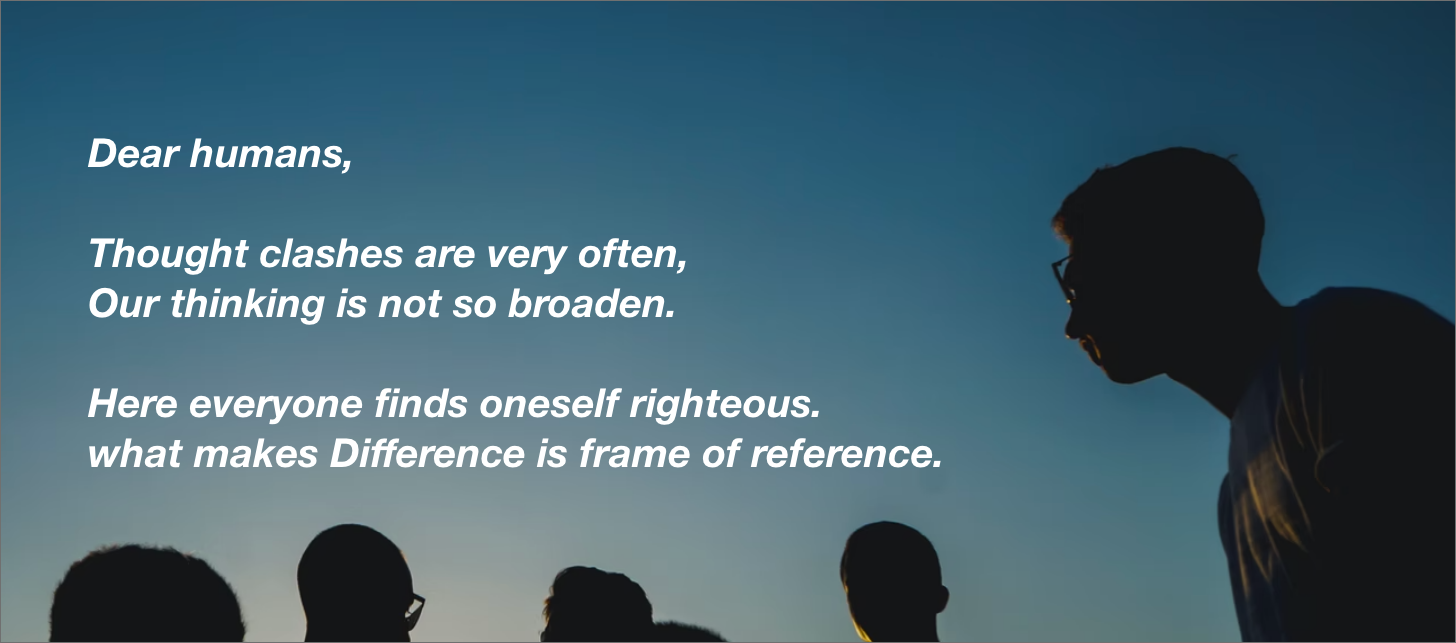 Dear humans,
Thought clashes are very often,
Our thinking is not so broaden.
Here everyone finds oneself righteous.
what makes Difference is frame of reference.